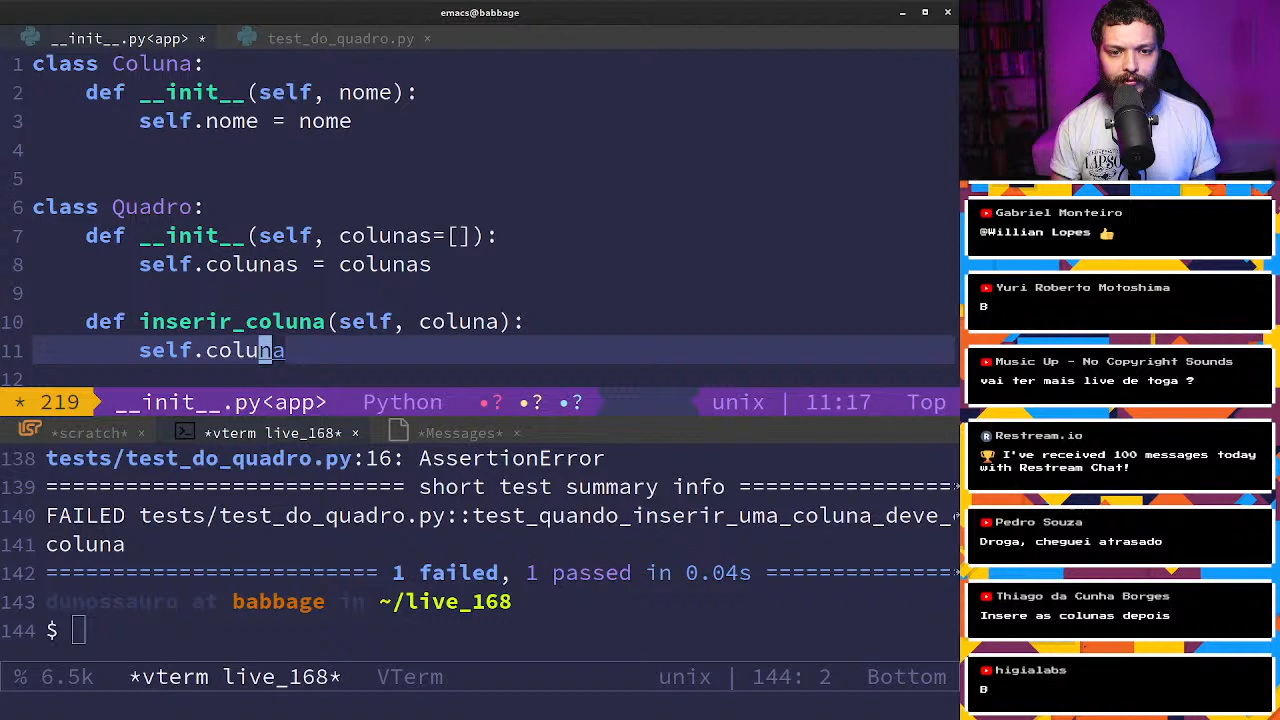 emacs@babbage
__init__.py<app> *
test_do_quadro.py ×
1 class Coluna:
2 def __init__(self, nome):
3 self.nome = nome
4
5
6 class Quadro:
7 def __init__(self, colunas=[]):
8 self.colunas = colunas
9
10 def inserir_coluna(self, coluna):
11 self.coluna
12
* 219 __init__.py<app> Python •? •? •? unix | 11:17 Top
*scratch* × *vterm live_168* × *Messages* ×
138 tests/test_do_quadro.py:16: AssertionError
139 =========================== short test summary info ===================
140 FAILED tests/test_do_quadro.py::test_quando_inserir_uma_coluna_deve_
141 coluna
142 ========================= 1 failed, 1 passed in 0.04s ===================
143 dunossauro at babbage in ~/live_168
144 $
% 6.5k *vterm live_168* VTerm unix | 144: 2 Bottom
Gabriel Monteiro
@Willian Lopes 👍
Yuri Roberto Motoshima
B
Music Up - No Copyright Sounds
vai ter mais live de toga ?
Restream.io
🏆 I've received 100 messages today
with Restream Chat!
Pedro Souza
Droga, cheguei atrasado
Thiago da Cunha Borges
Insere as colunas depois
higialabs
B